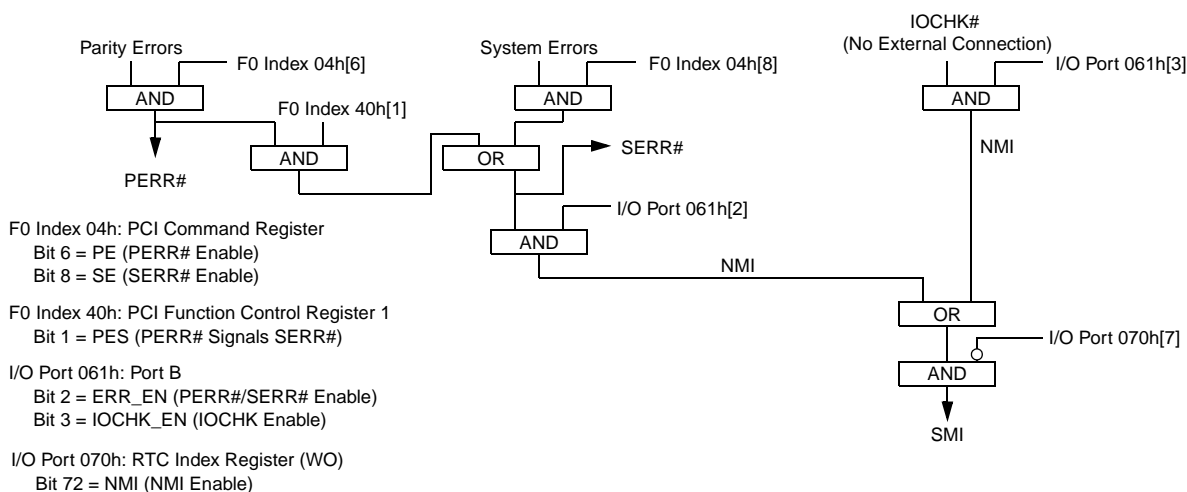 IOCHK#
(No External Connection)
Parity Errors
System Errors
F0 Index 04h[6]
F0 Index 04h[8]
I/O Port 061h[3]
AND
AND
AND
F0 Index 40h[1]
AND
OR
SERR#
NMI
PERR#
I/O Port 061h[2]
AND
NMI
F0 Index 04h: PCI Command Register
Bit 6 = PE (PERR# Enable)
Bit 8 = SE (SERR# Enable)
F0 Index 40h: PCI Function Control Register 1
Bit 1 = PES (PERR# Signals SERR#)
OR
I/O Port 070h[7]
I/O Port 061h: Port B
Bit 2 = ERR_EN (PERR#/SERR# Enable)
Bit 3 = IOCHK_EN (IOCHK Enable)
AND
SMI
I/O Port 070h: RTC Index Register (WO)
Bit 72 = NMI (NMI Enable)